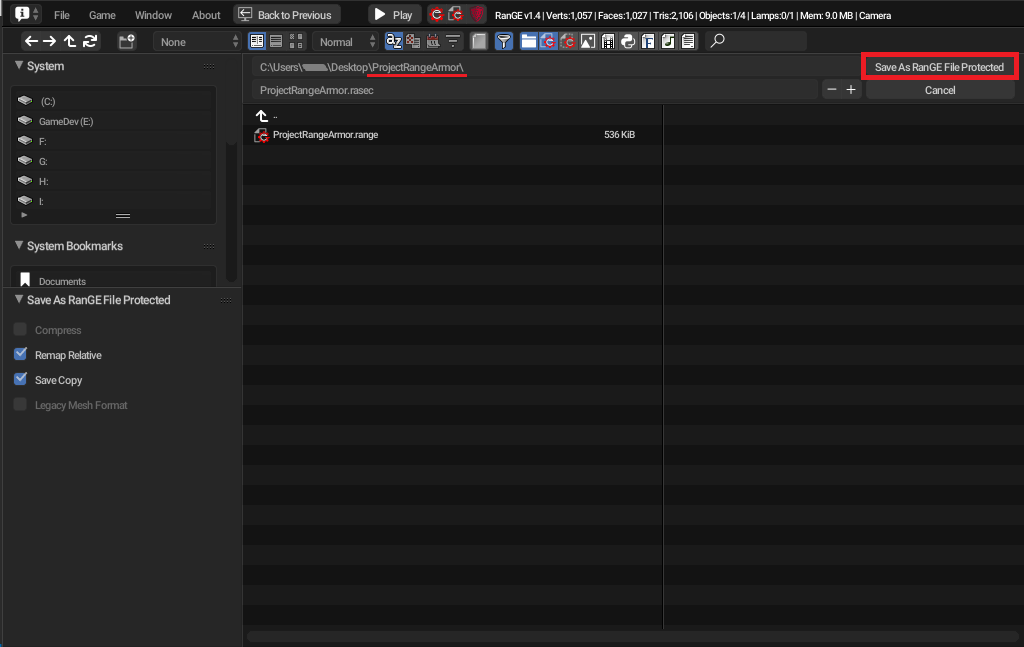 File Game Window About Back to Previous Play RanGE v1.4 | Verts:1,057 | Faces:1,027 | Tris:2,106 | Objects:1/4 | Lamps:0/1 | Mem: 9.0 MB | Camera
None Normal
System
(C:)
GameDev (E:)
F:
G:
H:
I:
System Bookmarks
Documents
Save As RanGE File Protected
Compress
Remap Relative
Save Copy
Legacy Mesh Format
C:\Users\ \Desktop\ProjectRangeArmor\
Save As RanGE File Protected
ProjectRangeArmor.rasec
Cancel
..
ProjectRangeArmor.range 536 KiB